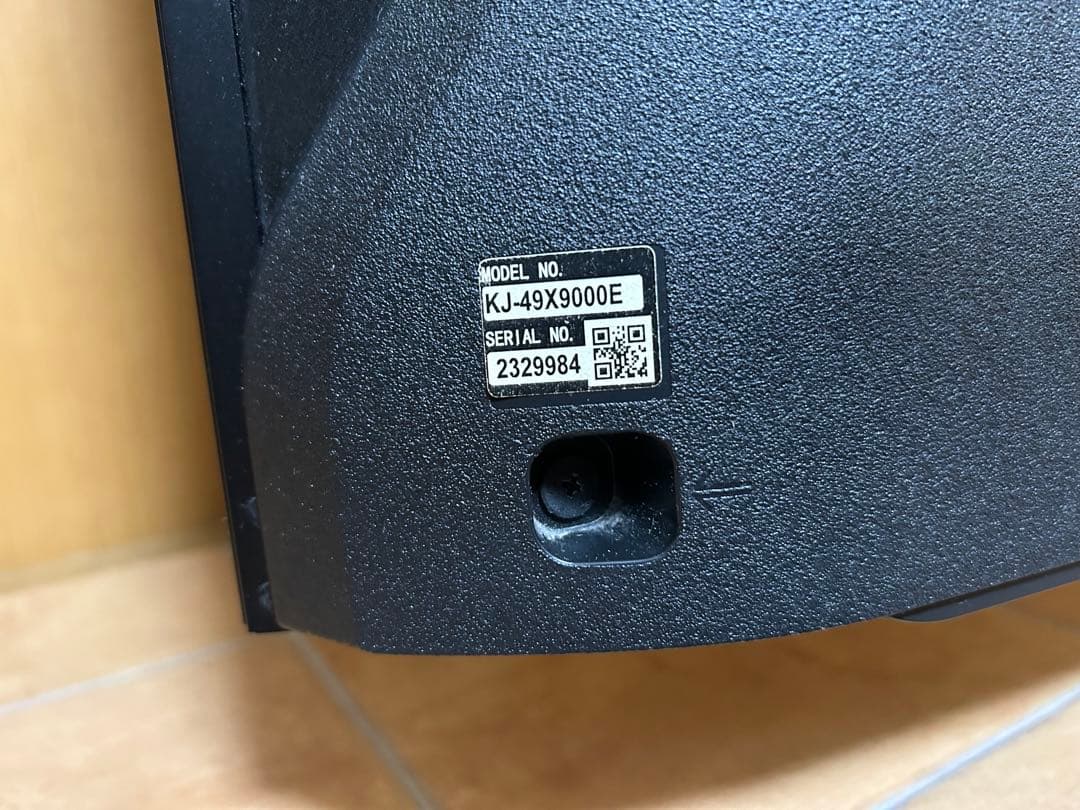 MODEL NO.
KJ-49X9000E
SERIAL NO.
2329984